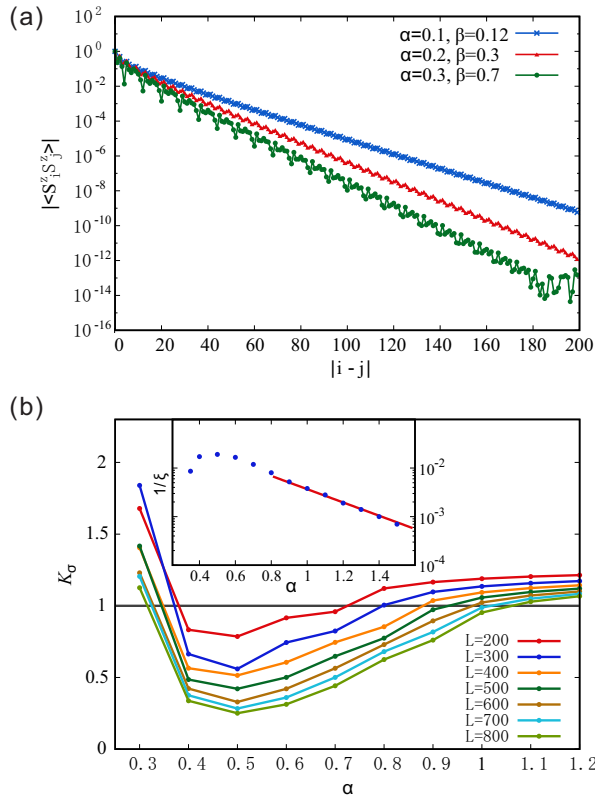 (a)
10^0
10^-2
10^-4
10^-6
10^-8
10^-10
10^-12
10^-14
10^-16
|<S^z_i S^z_j>|
α=0.1, β=0.12
α=0.2, β=0.3
α=0.3, β=0.7
0 20 40 60 80 100 120 140 160 180 200
|i - j|
(b)
2
1.5
1
0.5
0
K_σ
1/ξ
10^-2
10^-3
10^-4
0.4 0.6 0.8 1 1.2 1.4
α
L=200
L=300
L=400
L=500
L=600
L=700
L=800
0.3 0.4 0.5 0.6 0.7 0.8 0.9 1 1.1 1.2
α